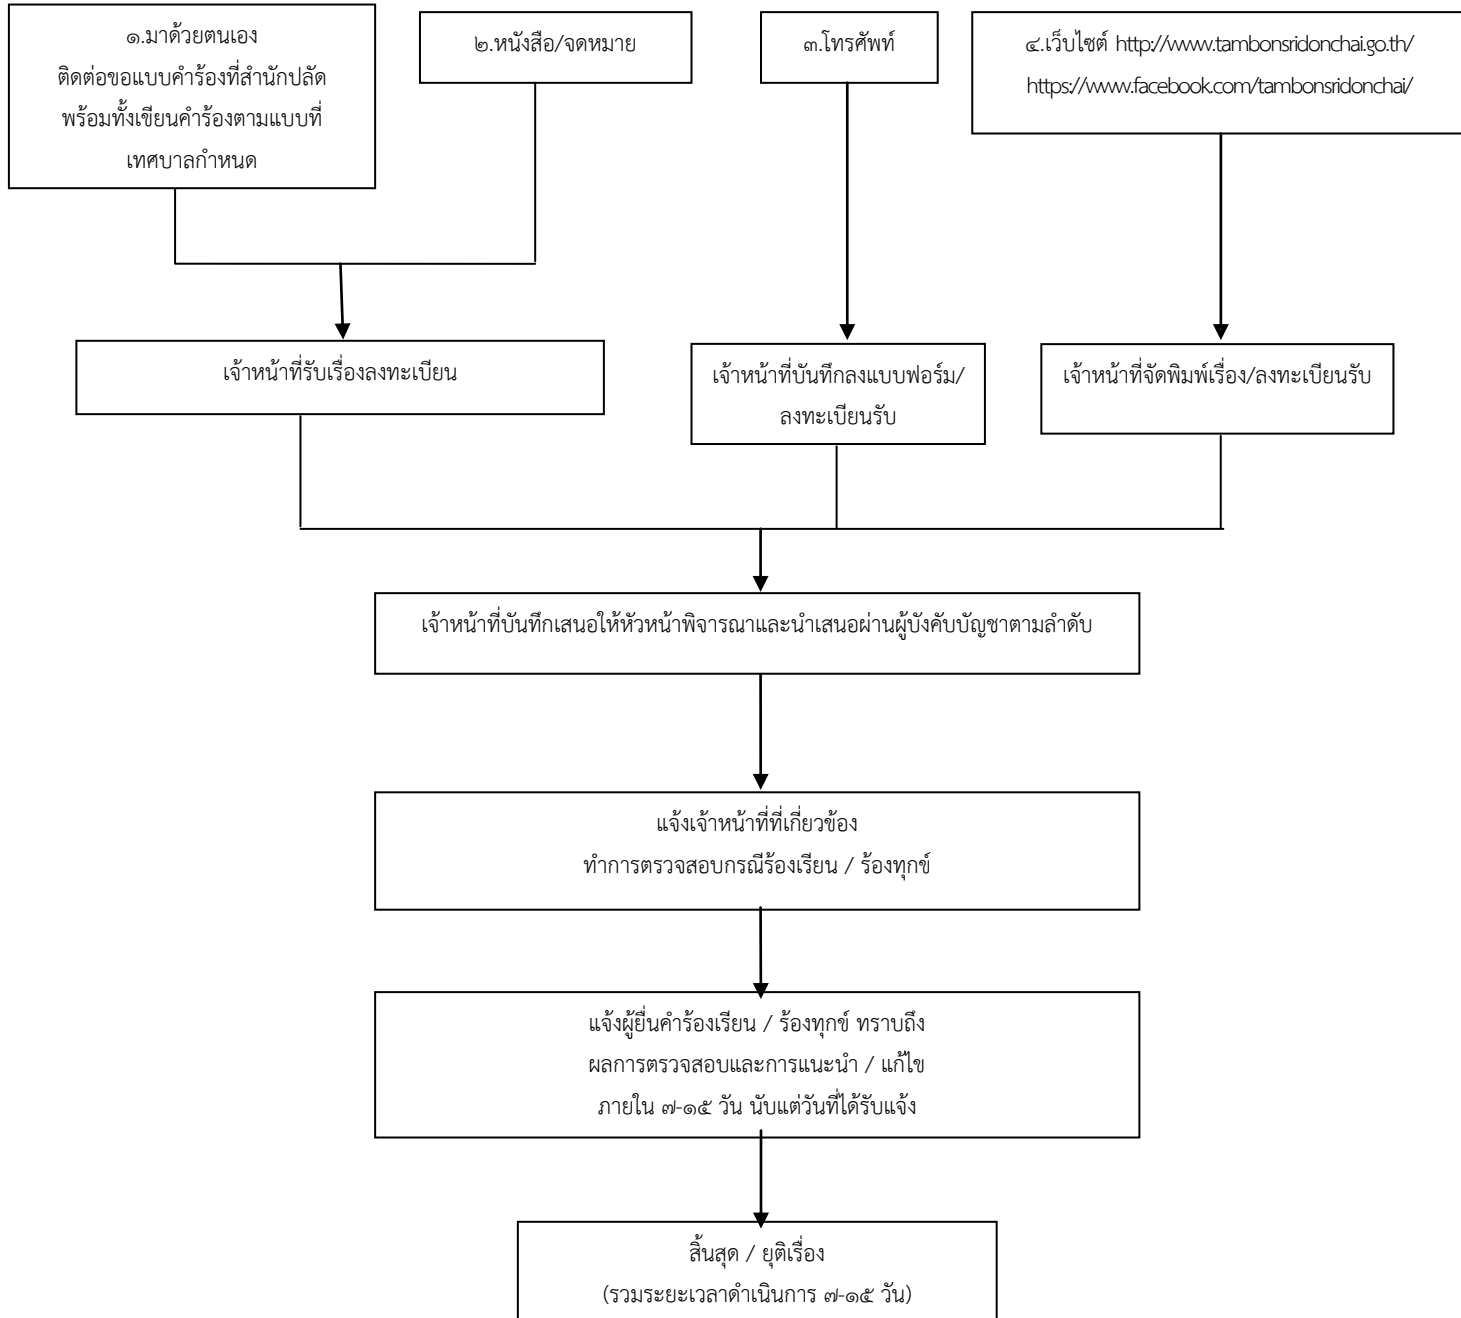 ๑.มาด้วยตนเอง
ติดต่อขอแบบคำร้องที่สำนักปลัด
พร้อมทั้งเขียนคำร้องตามแบบที่
เทศบาลกำหนด
๒.หนังสือ/จดหมาย
๓.โทรศัพท์
๔.เว็บไซต์ http://www.tambonsridonchai.go.th/
https://www.facebook.com/tambonsridonchai/
เจ้าหน้าที่รับเรื่องลงทะเบียน
เจ้าหน้าที่บันทึกลงแบบฟอร์ม/
ลงทะเบียนรับ
เจ้าหน้าที่จัดพิมพ์เรื่อง/ลงทะเบียนรับ
เจ้าหน้าที่บันทึกเสนอให้หัวหน้าพิจารณาและนำเสนอผ่านผู้บังคับบัญชาตามลำดับ
แจ้งเจ้าหน้าที่ที่เกี่ยวข้อง
ทำการตรวจสอบกรณีร้องเรียน / ร้องทุกข์
แจ้งผู้ยื่นคำร้องเรียน / ร้องทุกข์ ทราบถึง
ผลการตรวจสอบและการแนะนำ / แก้ไข
ภายใน ๗-๑๕ วัน นับแต่วันที่ได้รับแจ้ง
สิ้นสุด / ยุติเรื่อง
(รวมระยะเวลาดำเนินการ ๗-๑๕ วัน)